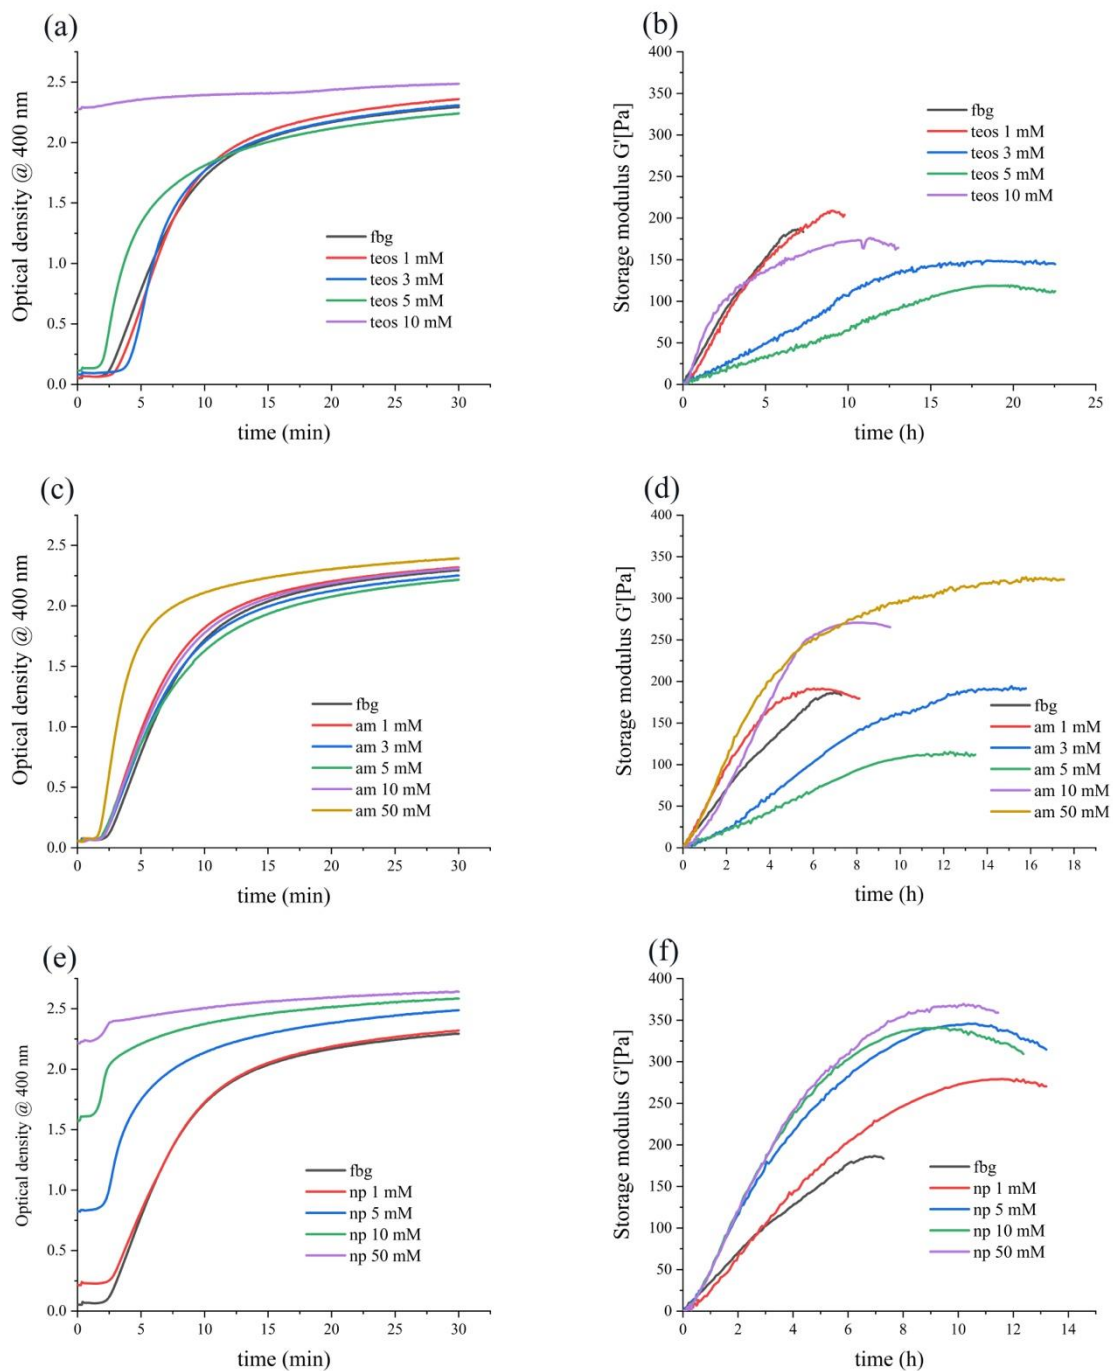 (a)
Optical density @ 400 nm
2.5
2.0
1.5
1.0
0.5
0.0
fbg
teos 1 mM
teos 3 mM
teos 5 mM
teos 10 mM
0 5 10 15 20 25 30
time (min)
(b)
Storage modulus G'[Pa]
400
350
300
250
200
150
100
50
0
fbg
teos 1 mM
teos 3 mM
teos 5 mM
teos 10 mM
0 5 10 15 20 25
time (h)
(c)
Optical density @ 400 nm
2.5
2.0
1.5
1.0
0.5
0.0
fbg
am 1 mM
am 3 mM
am 5 mM
am 10 mM
am 50 mM
0 5 10 15 20 25 30
time (min)
(d)
Storage modulus G'[Pa]
400
350
300
250
200
150
100
50
0
fbg
am 1 mM
am 3 mM
am 5 mM
am 10 mM
am 50 mM
0 2 4 6 8 10 12 14 16 18
time (h)
(e)
Optical density @ 400 nm
2.5
2.0
1.5
1.0
0.5
0.0
fbg
np 1 mM
np 5 mM
np 10 mM
np 50 mM
0 5 10 15 20 25 30
time (min)
(f)
Storage modulus G'[Pa]
400
350
300
250
200
150
100
50
0
fbg
np 1 mM
np 5 mM
np 10 mM
np 50 mM
0 2 4 6 8 10 12 14
time (h)